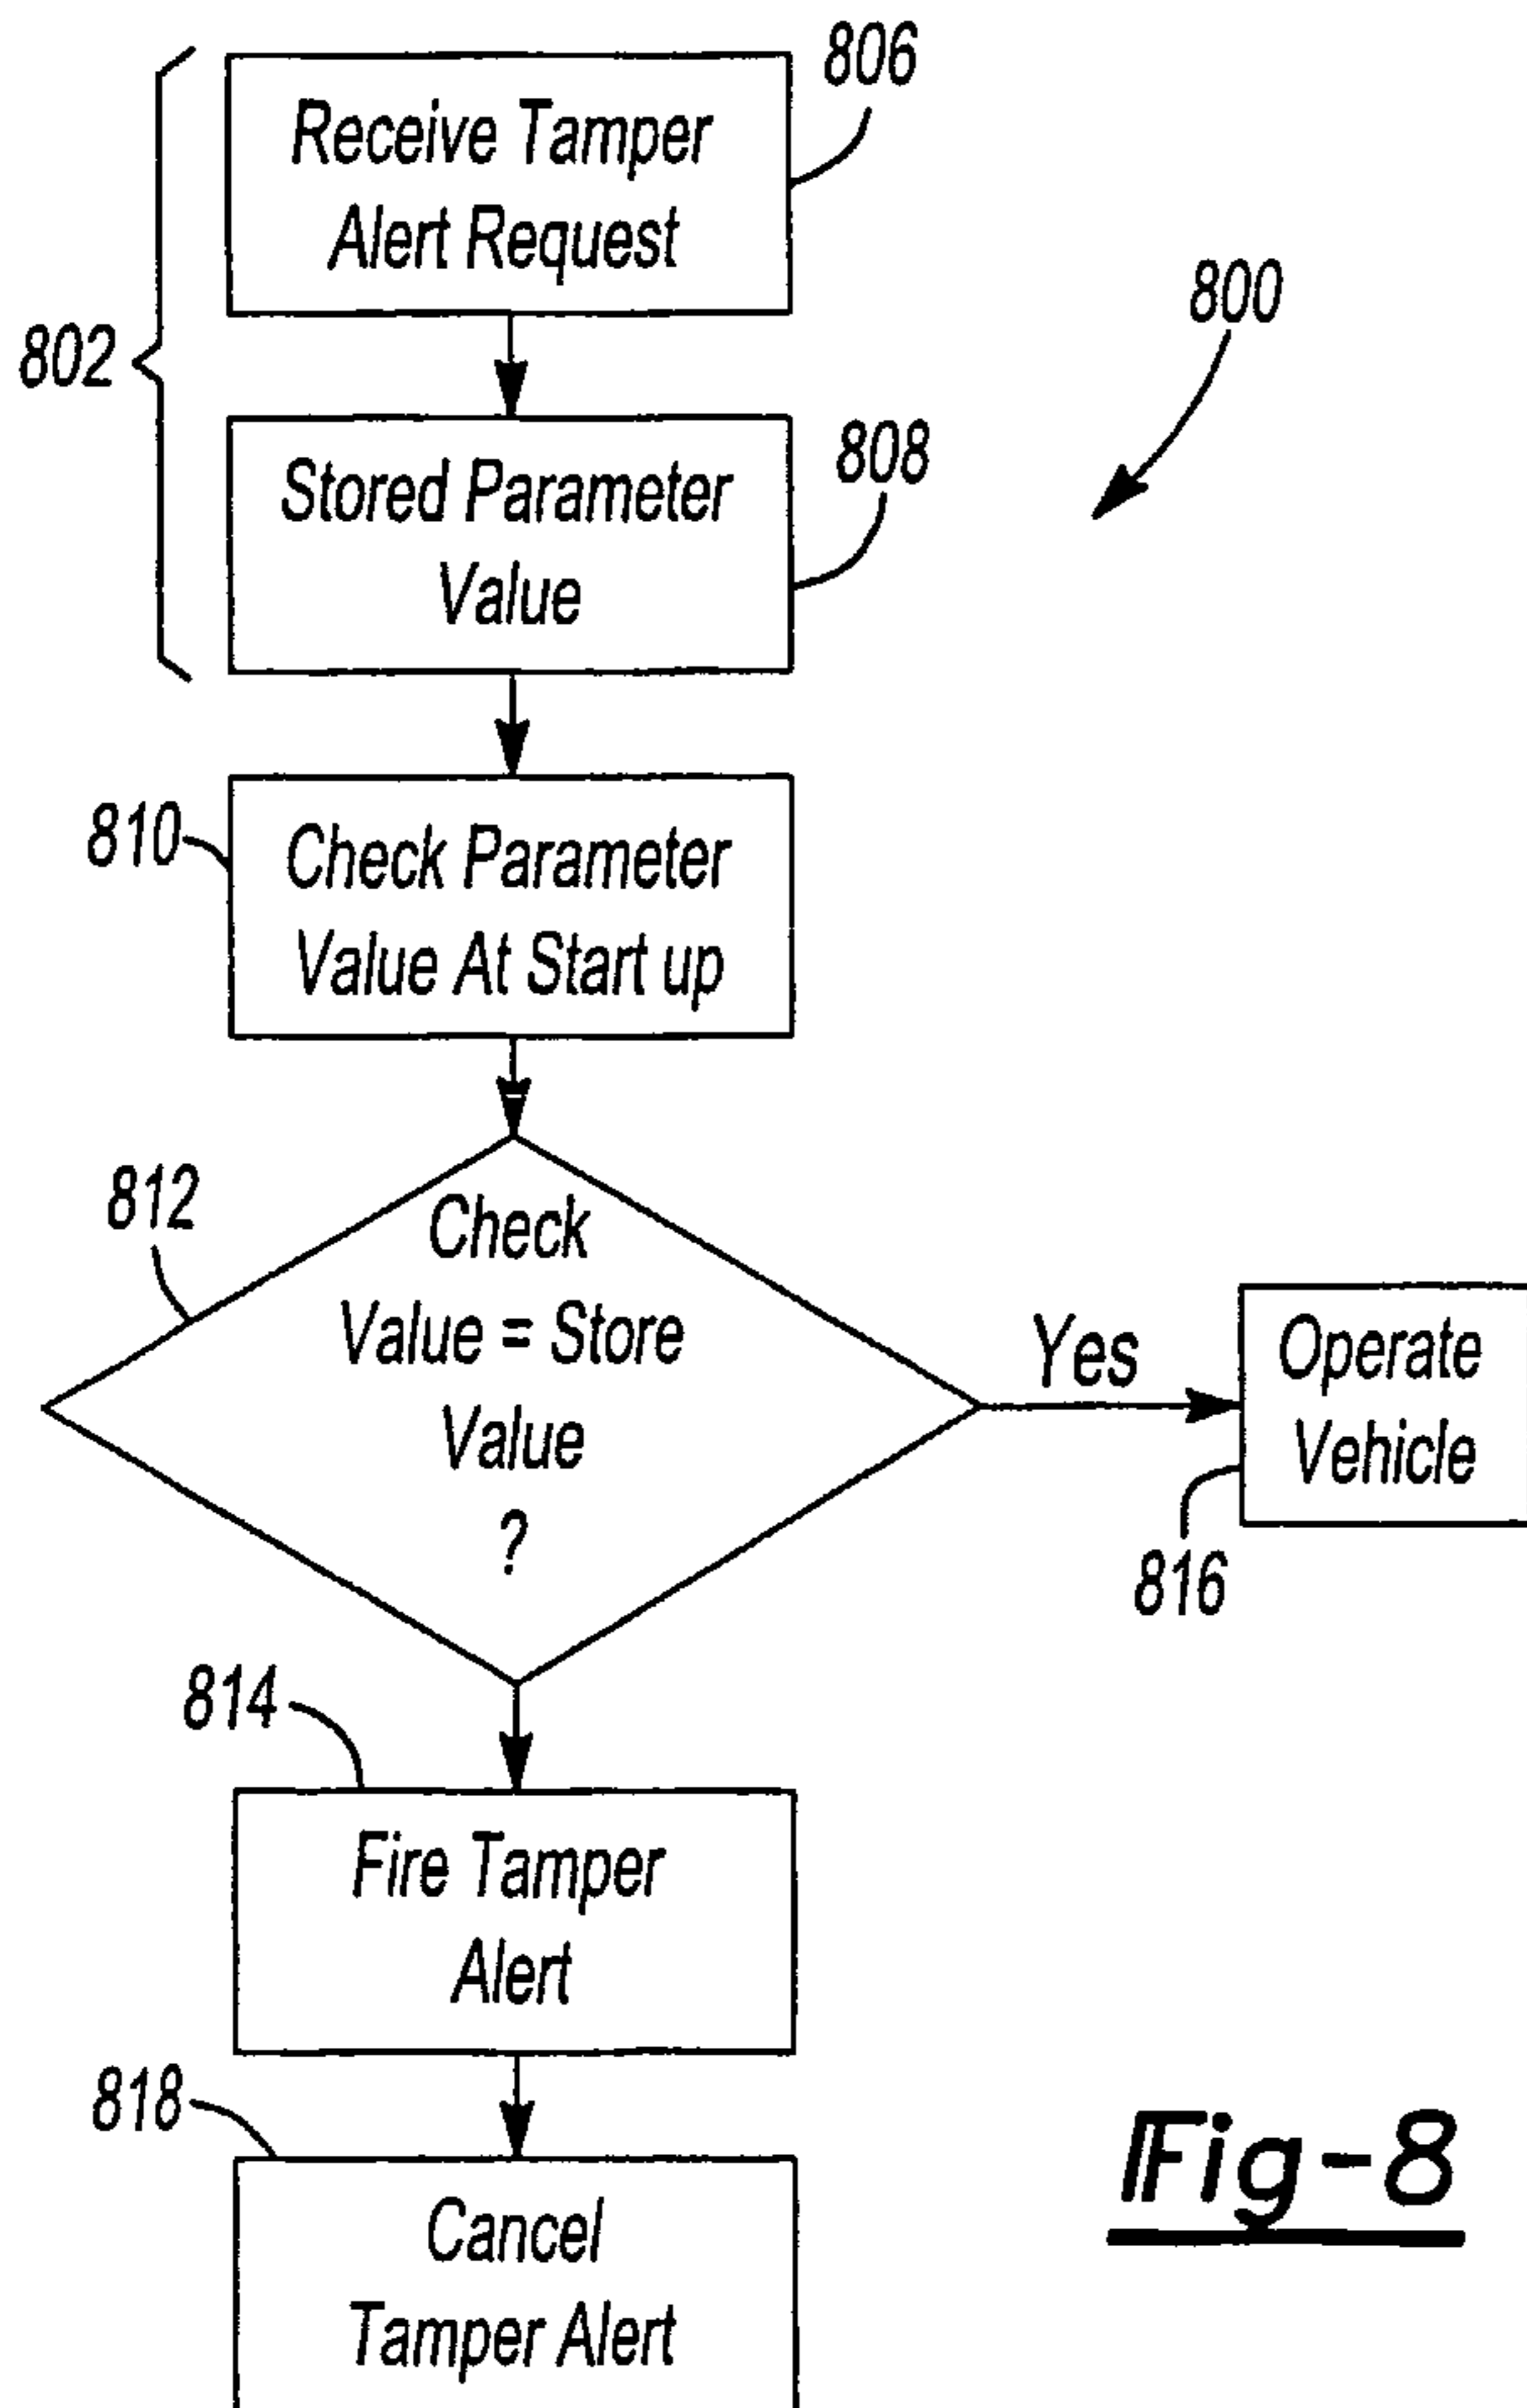 806
Receive Tamper
Alert Request
800
802
808
Stored Parameter
Value
810
Check Parameter
Value At Start up
812
Check
Value = Store
Value
?
Yes
Operate
Vehicle
816
814
Fire Tamper
Alert
818
Cancel
Tamper Alert
Fig-8